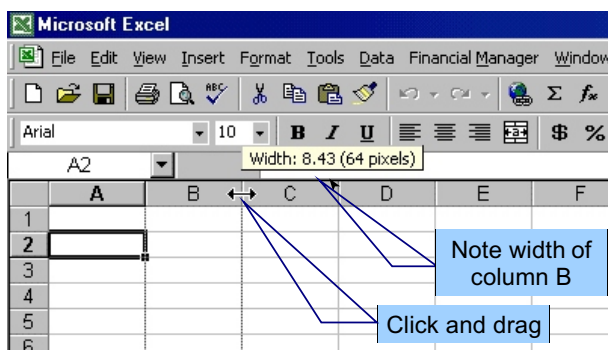 Microsoft Excel
File Edit View Insert Format Tools Data Financial Manager Window
ABC Σ f*
Arial 10 B I U a $ %
Width: 8.43 (64 pixels)
A2
A B C D E F
1
2
3
4
5
6
Note width of
column B
Click and drag